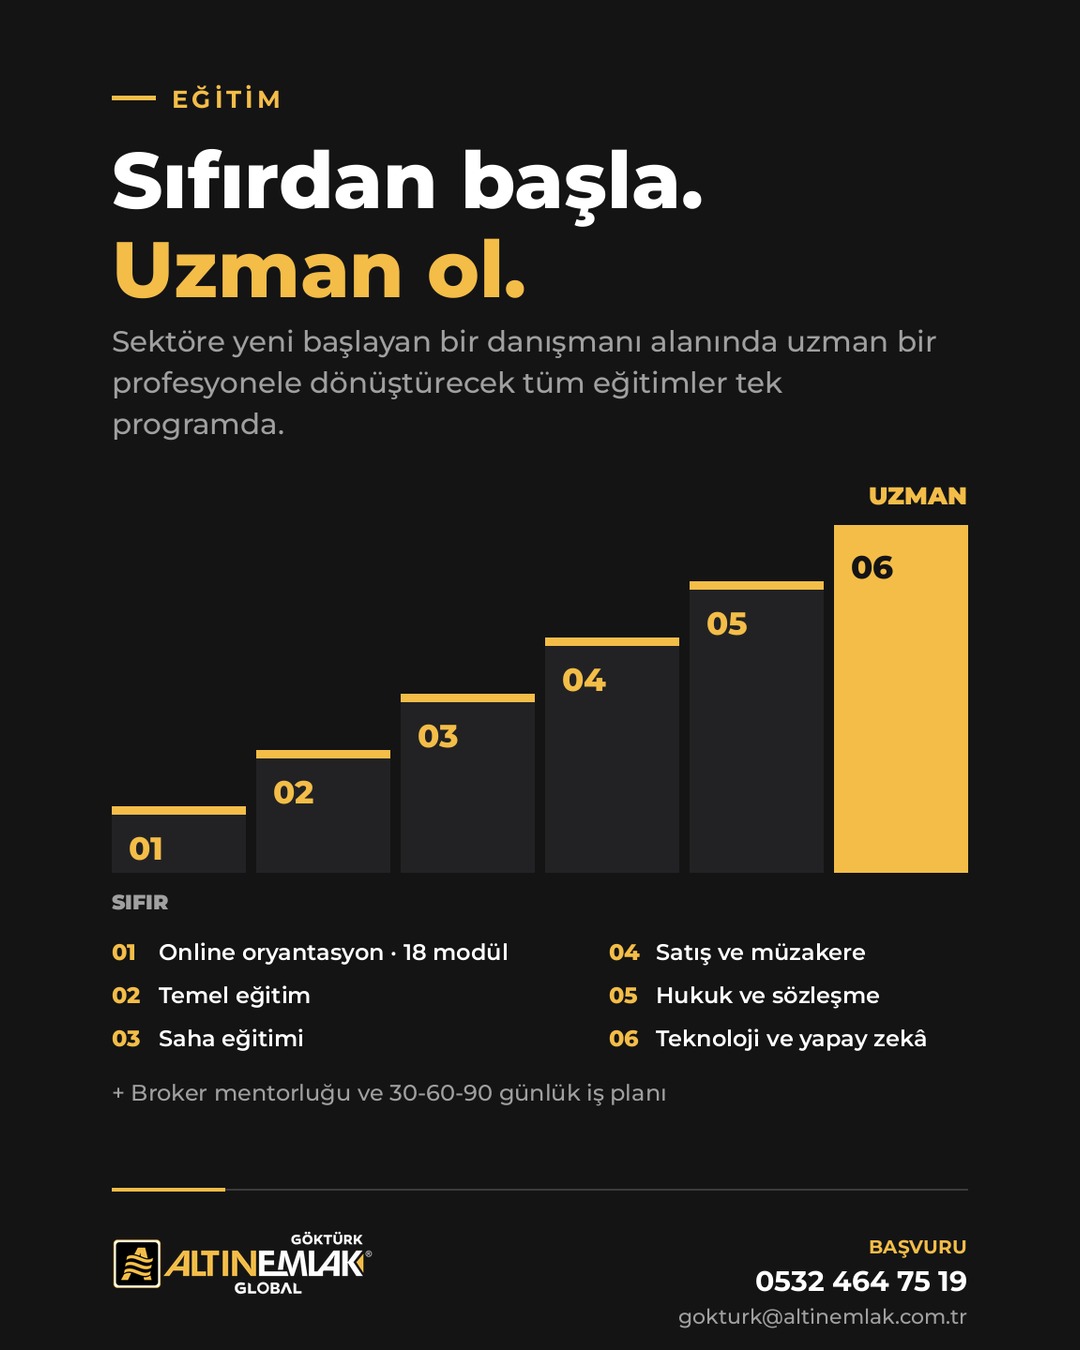 EĞİTİM
Sıfırdan başla.
Uzman ol.
Sektöre yeni başlayan bir danışmanı alanında uzman bir
profesyonele dönüştürecek tüm eğitimler tek
programda.
UZMAN
06
05
04
03
02
01
SIFIR
01 Online oryantasyon · 18 modül
02 Temel eğitim
03 Saha eğitimi
04 Satış ve müzakere
05 Hukuk ve sözleşme
06 Teknoloji ve yapay zekâ
+ Broker mentorluğu ve 30-60-90 günlük iş planı
GÖKTÜRK
ALTINEMLAK®
GLOBAL
BAŞVURU
0532 464 75 19
gokturk@altinemlak.com.tr